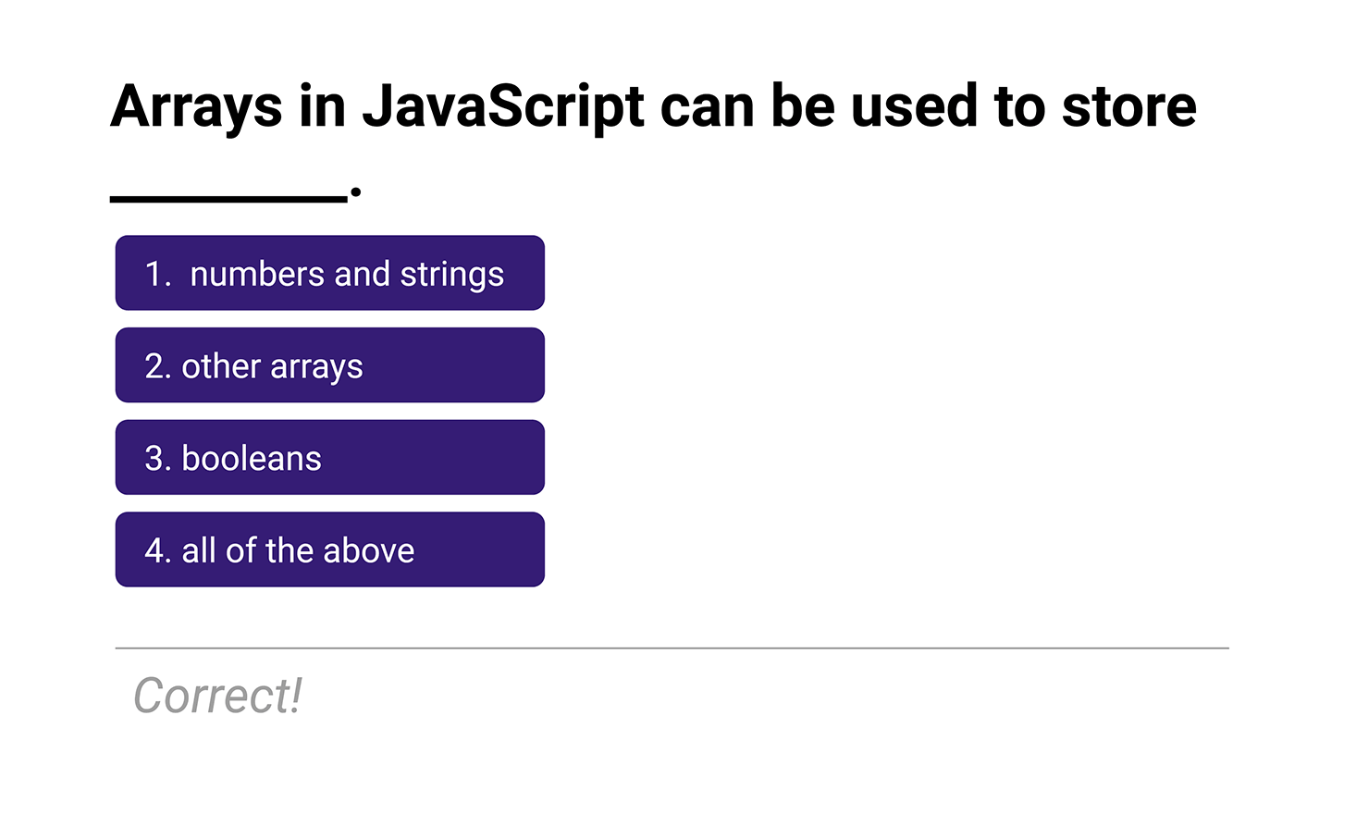 Arrays in JavaScript can be used to store
________.
1. numbers and strings
2. other arrays
3. booleans
4. all of the above
Correct!